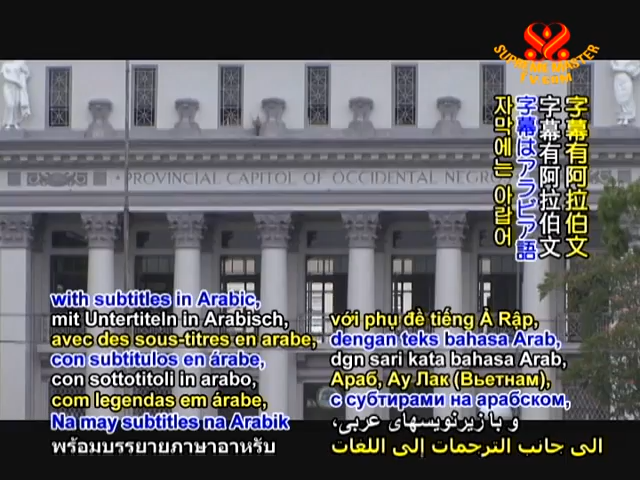 SUPREME MASTER
TV.COM
字幕有阿拉伯文
字幕有阿拉伯文
字幕はアラビア語
자막에는 아랍어
PROVINCIAL CAPITOL OF OCCIDENTAL NEGROS
with subtitles in Arabic,
mit Untertiteln in Arabisch,
avec des sous-titres en arabe,
con subtítulos en árabe,
con sottotitoli in arabo,
com legendas em árabe,
Na may subtitles na Arabik
พร้อมบรรยายภาษาอาหรับ
với phụ đề tiếng Ả Rập,
dengan teks bahasa Arab,
dgn sari kata bahasa Arab,
Араб, Ау Лак (Вьетнам),
с субтирами на арабском,
و با زیرنویسهای عربی،
الى جانب الترجمات إلى اللغات